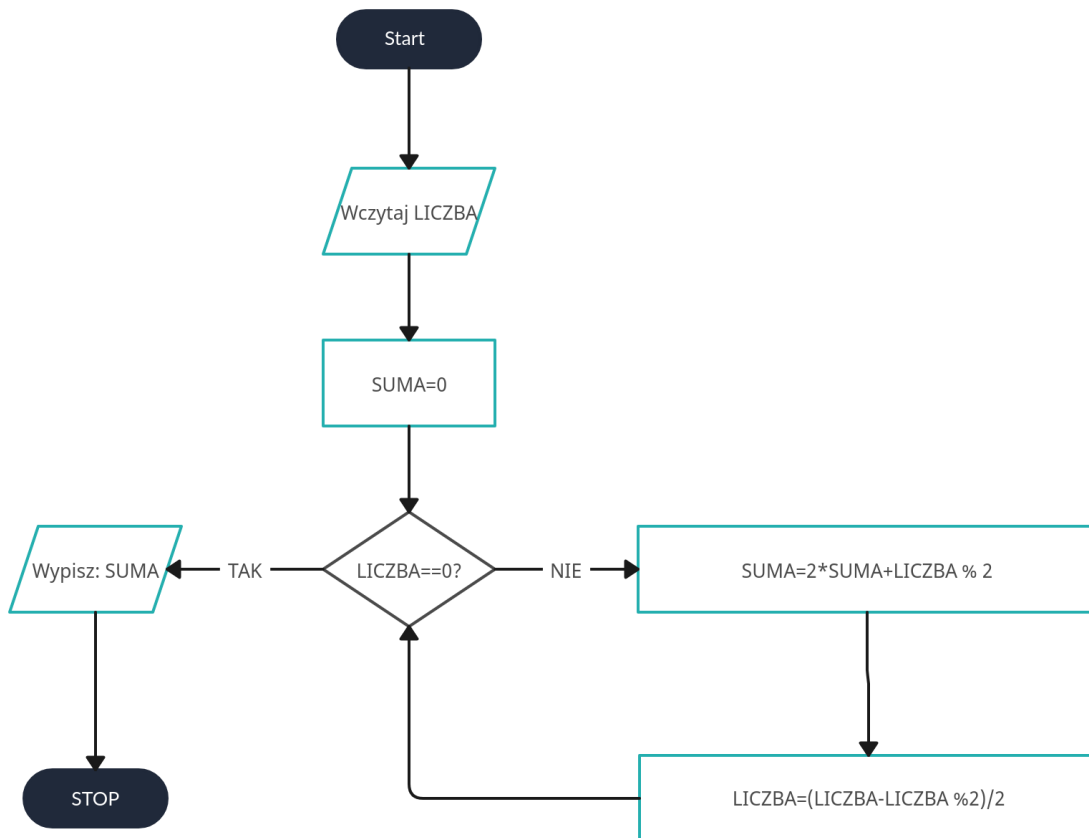 Start
Wczytaj LICZBA
SUMA=0
LICZBA==0?
TAK
NIE
Wypisz: SUMA
SUMA=2*SUMA+LICZBA % 2
STOP
LICZBA=(LICZBA-LICZBA %2)/2